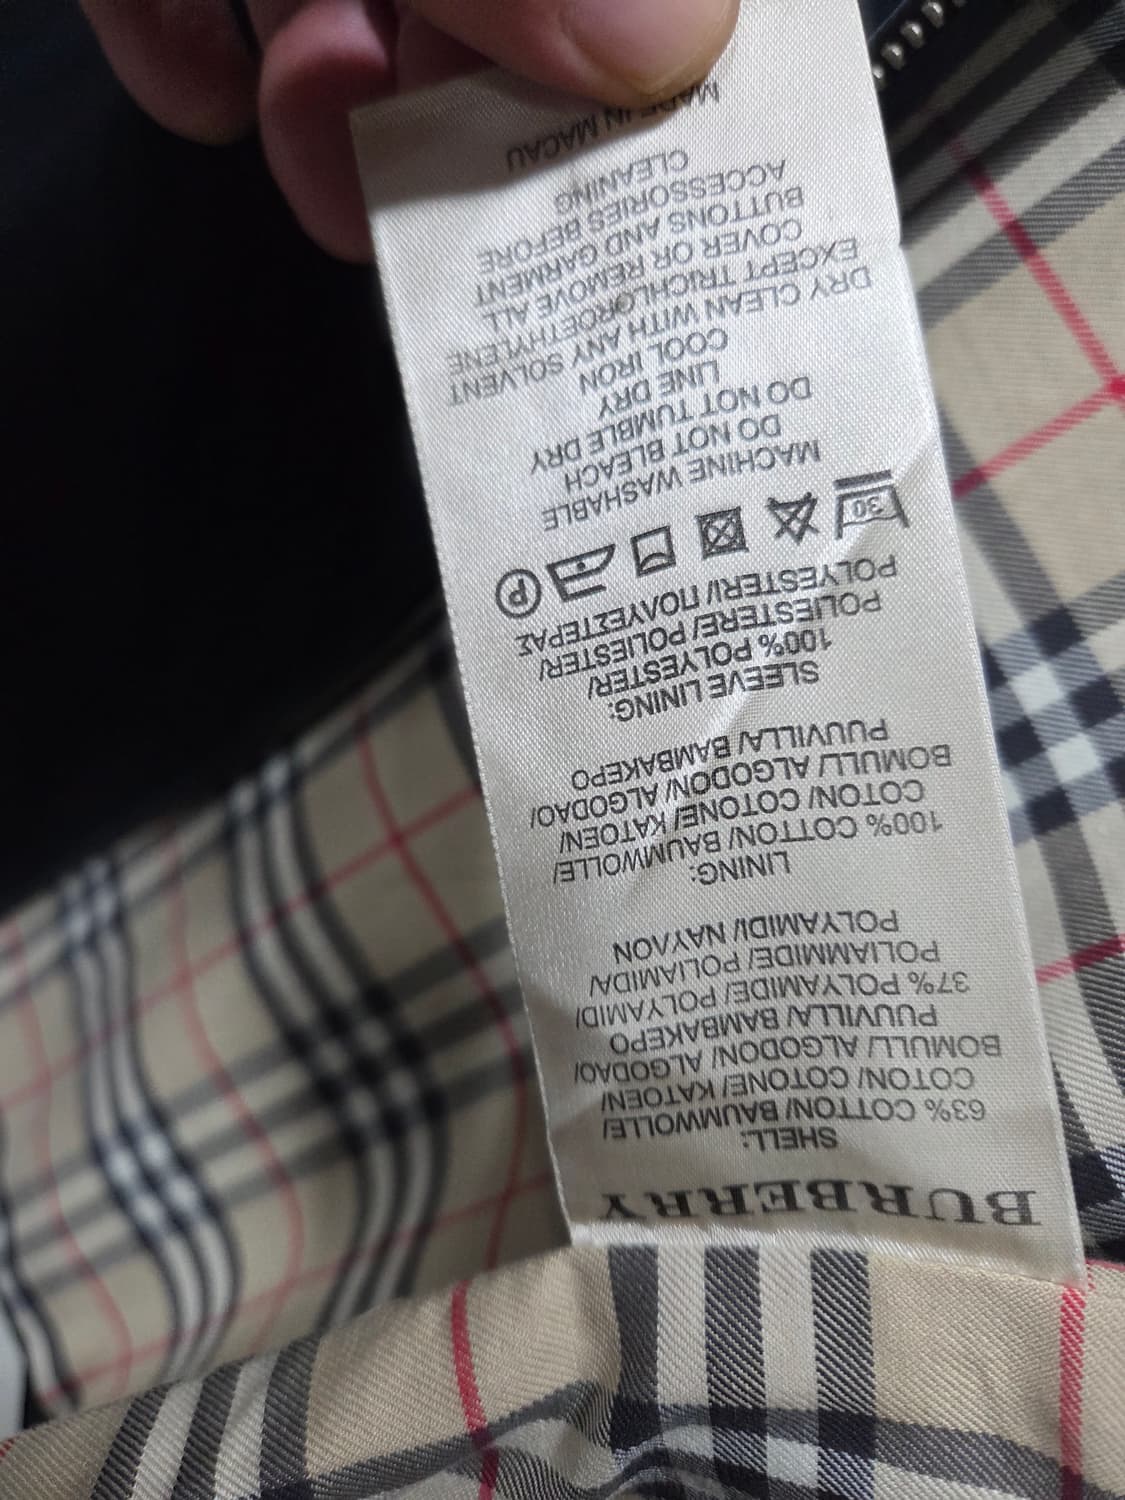 BURBERRY
SHELL:
63% COTTON/ BAUMWOLLE/
COTON/ COTONE/ KATOEN/
BOMULL/ ALGODON/ ALGODAO/
PUUVILLA/ BAMBAKEPO
37% POLYAMIDE/ POLYAMID/
POLIAMMIDE/ POLIAMIDA/
POLYAMIDI/ ΝΑΥΛΟΝ
LINING:
100% COTTON/ BAUMWOLLE/
COTON/ COTONE/ KATOEN/
BOMULL/ ALGODON/ ALGODAO/
PUUVILLA/ BAMBAKEPO
SLEEVE LINING:
100% POLYESTER/
POLIESTERE/ POLIESTER/
POLYESTERI/ ΠΟΛΥΕΣΤΕΡΑΣ
30 P
MACHINE WASHABLE
DO NOT BLEACH
DO NOT TUMBLE DRY
LINE DRY
COOL IRON
DRY CLEAN WITH ANY SOLVENT
EXCEPT TRICHLOROETHYLENE
COVER OR REMOVE ALL
BUTTONS AND GARMENT
ACCESSORIES BEFORE
CLEANING
MADE IN MACAU